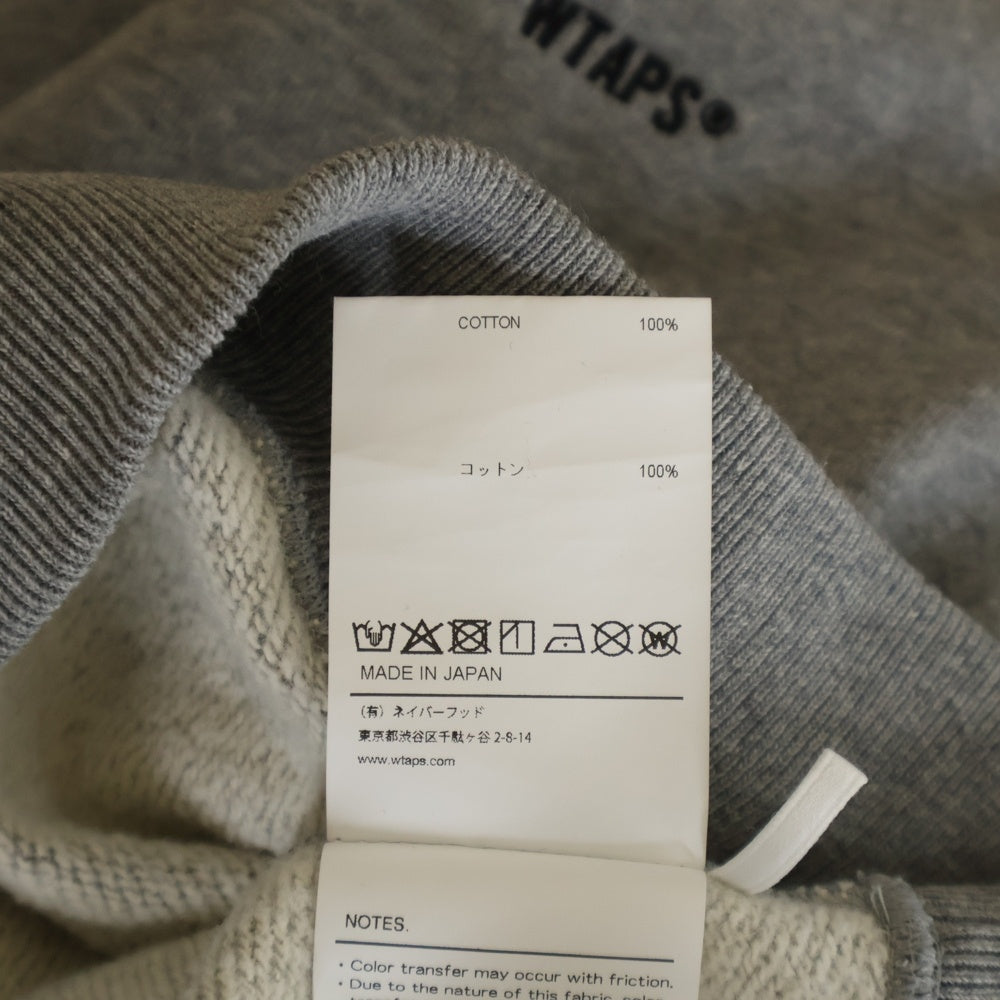 WTAPS®
COTTON 100%
コットン 100%
W
MADE IN JAPAN
(有) ネイバーフッド
東京都渋谷区千駄ヶ谷 2-8-14
www.wtaps.com
NOTES.
• Color transfer may occur with friction.
• Due to the nature of this fabric, color